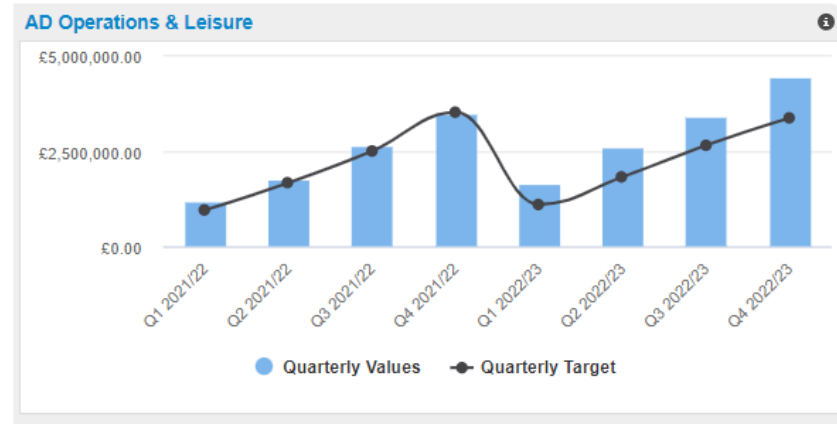 AD Operations & Leisure
£5,000,000.00
£2,500,000.00
£0.00
Q1 2021/22
Q2 2021/22
Q3 2021/22
Q4 2021/22
Q1 2022/23
Q2 2022/23
Q3 2022/23
Q4 2022/23
Quarterly Values
Quarterly Target